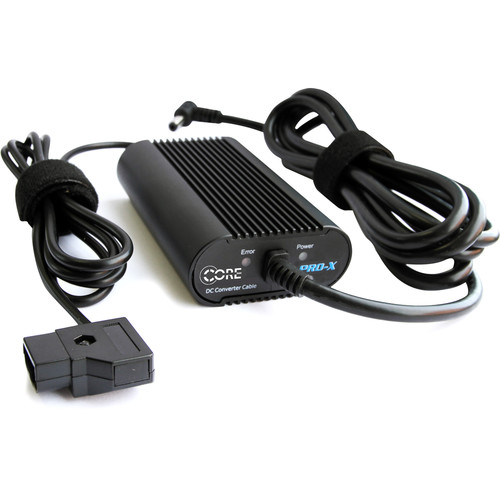 Error
Power
CORE
PRO-X
DC Converter Cable